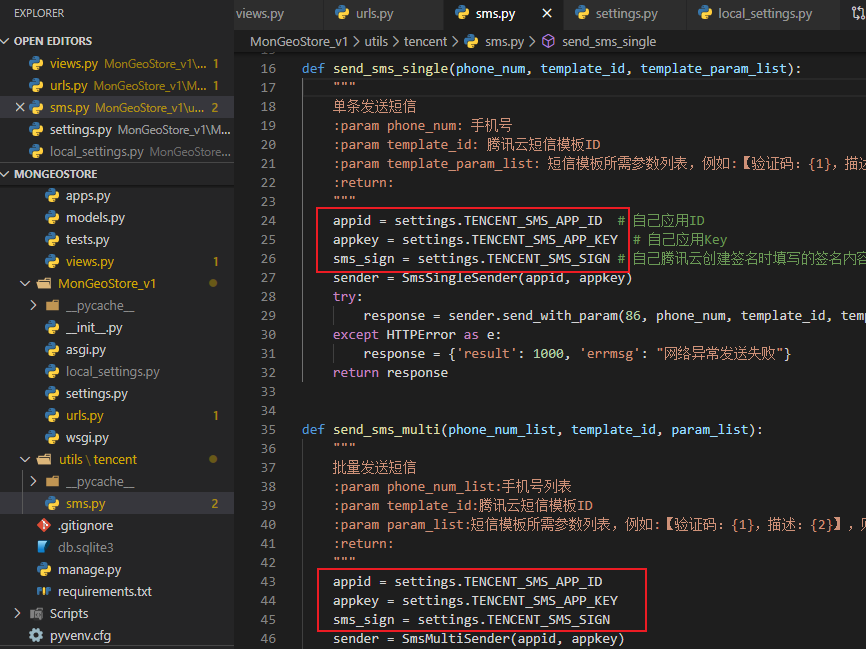 EXPLORER
views.py
urls.py
sms.py
settings.py
local_settings.py
OPEN EDITORS
views.py MonGeoStore_v1\... 1
urls.py MonGeoStore_v1\M... 1
sms.py MonGeoStore_v1\u... 2
settings.py MonGeoStore_v1\M...
local_settings.py MonGeoStore...
MONGEOSTORE
apps.py
models.py
tests.py
views.py 1
MonGeoStore_v1
__pycache__
__init__.py
asgi.py
local_settings.py
settings.py
urls.py 1
wsgi.py
utils \ tencent
__pycache__
sms.py 2
.gitignore
db.sqlite3
manage.py
requirements.txt
Scripts
pyvenv.cfg
MonGeoStore_v1 > utils > tencent > sms.py > send_sms_single
16 def send_sms_single(phone_num, template_id, template_param_list):
17 """
18 单条发送短信
19 :param phone_num: 手机号
20 :param template_id: 腾讯云短信模板ID
21 :param template_param_list: 短信模板所需参数列表，例如:【验证码：{1}，描述
22 :return:
23 """
24 appid = settings.TENCENT_SMS_APP_ID # 自己应用ID
25 appkey = settings.TENCENT_SMS_APP_KEY # 自己应用Key
26 sms_sign = settings.TENCENT_SMS_SIGN # 自己腾讯云创建签名时填写的签名内容
27 sender = SmsSingleSender(appid, appkey)
28 try:
29 response = sender.send_with_param(86, phone_num, template_id, temp
30 except HTTPError as e:
31 response = {'result': 1000, 'errmsg': "网络异常发送失败"}
32 return response
33
34
35 def send_sms_multi(phone_num_list, template_id, param_list):
36 """
37 批量发送短信
38 :param phone_num_list:手机号列表
39 :param template_id:腾讯云短信模板ID
40 :param param_list:短信模板所需参数列表，例如:【验证码：{1}，描述：{2}】，
41 :return:
42 """
43 appid = settings.TENCENT_SMS_APP_ID
44 appkey = settings.TENCENT_SMS_APP_KEY
45 sms_sign = settings.TENCENT_SMS_SIGN
46 sender = SmsMultiSender(appid, appkey)